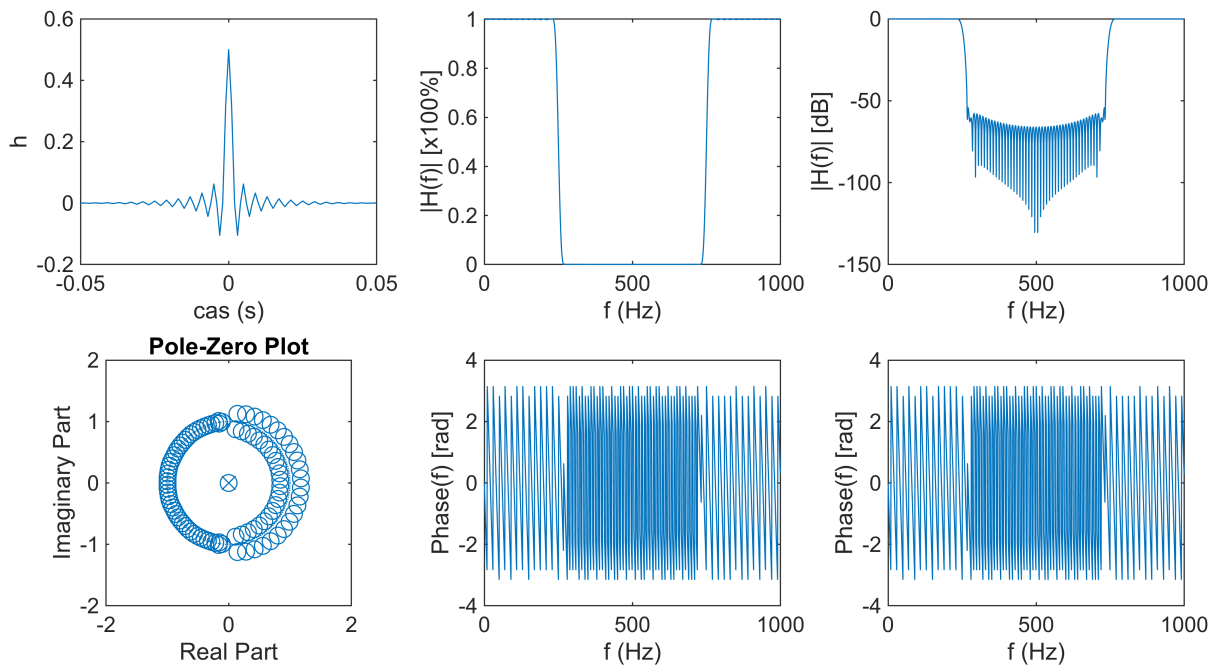 0.6
0.4
0.2
0
-0.2
h
-0.05 0 0.05
cas (s)
1
0.8
0.6
0.4
0.2
0
|H(f)| [x100%]
0 500 1000
f (Hz)
0
-50
-100
-150
|H(f)| [dB]
0 500 1000
f (Hz)
Pole-Zero Plot
2
1
0
-1
-2
Imaginary Part
-2 0 2
Real Part
4
2
0
-2
-4
Phase(f) [rad]
0 500 1000
f (Hz)
4
2
0
-2
-4
Phase(f) [rad]
0 500 1000
f (Hz)